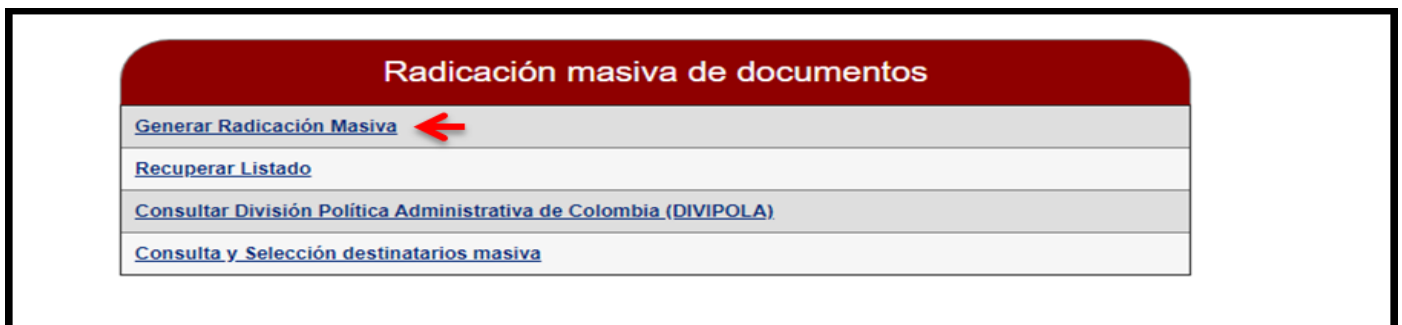 Radicación masiva de documentos
Generar Radicación Masiva
Recuperar Listado
Consultar División Política Administrativa de Colombia (DIVIPOLA)
Consulta y Selección destinatarios masiva